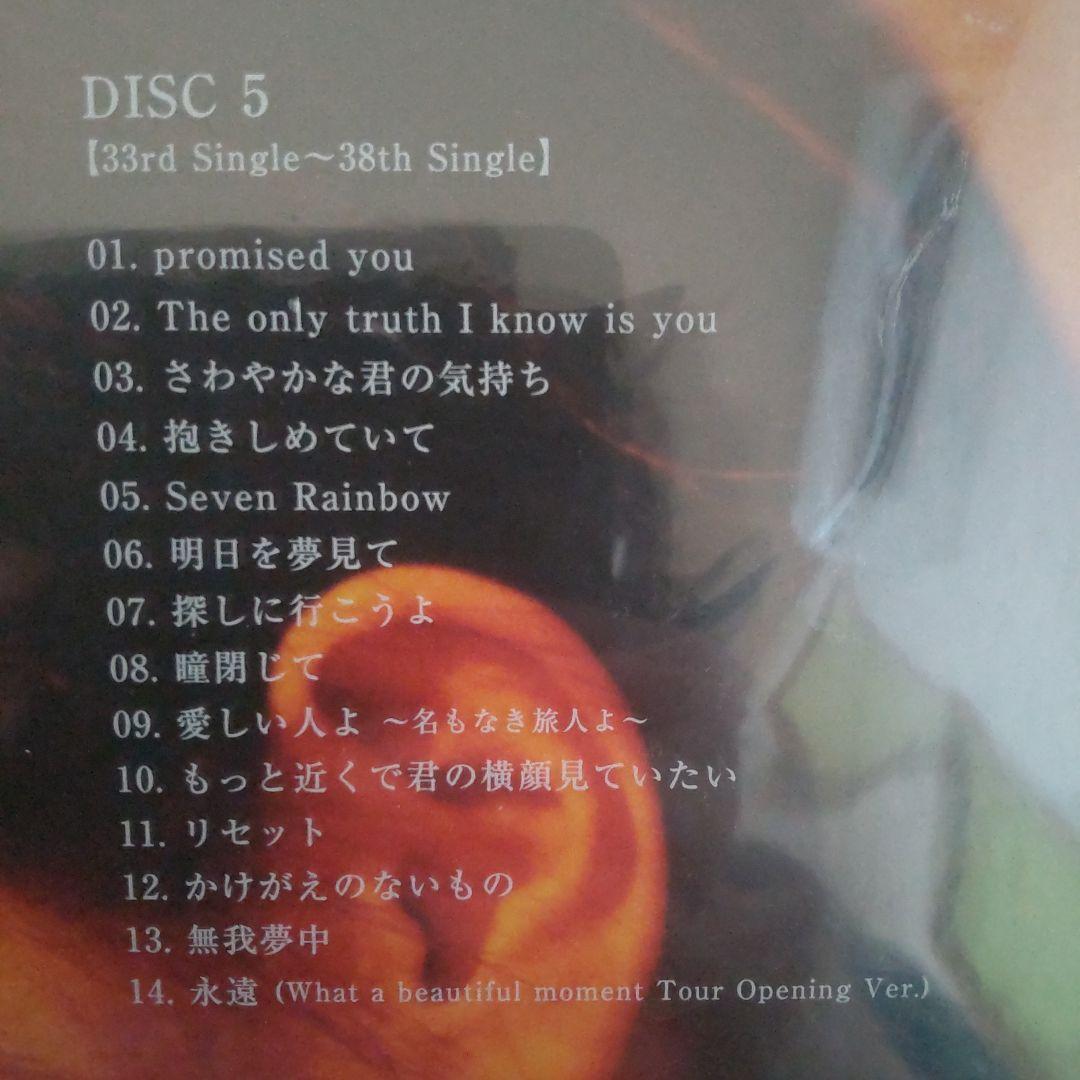 DISC 5
【33rd Single～38th Single】
01. promised you
02. The only truth I know is you
03. さわやかな君の気持ち
04. 抱きしめていて
05. Seven Rainbow
06. 明日を夢見て
07. 探しに行こうよ
08. 瞳閉じて
09. 愛しい人よ ～名もなき旅人よ～
10. もっと近くで君の横顔見ていたい
11. リセット
12. かけがえのないもの
13. 無我夢中
14. 永遠 (What a beautiful moment Tour Opening Ver.)